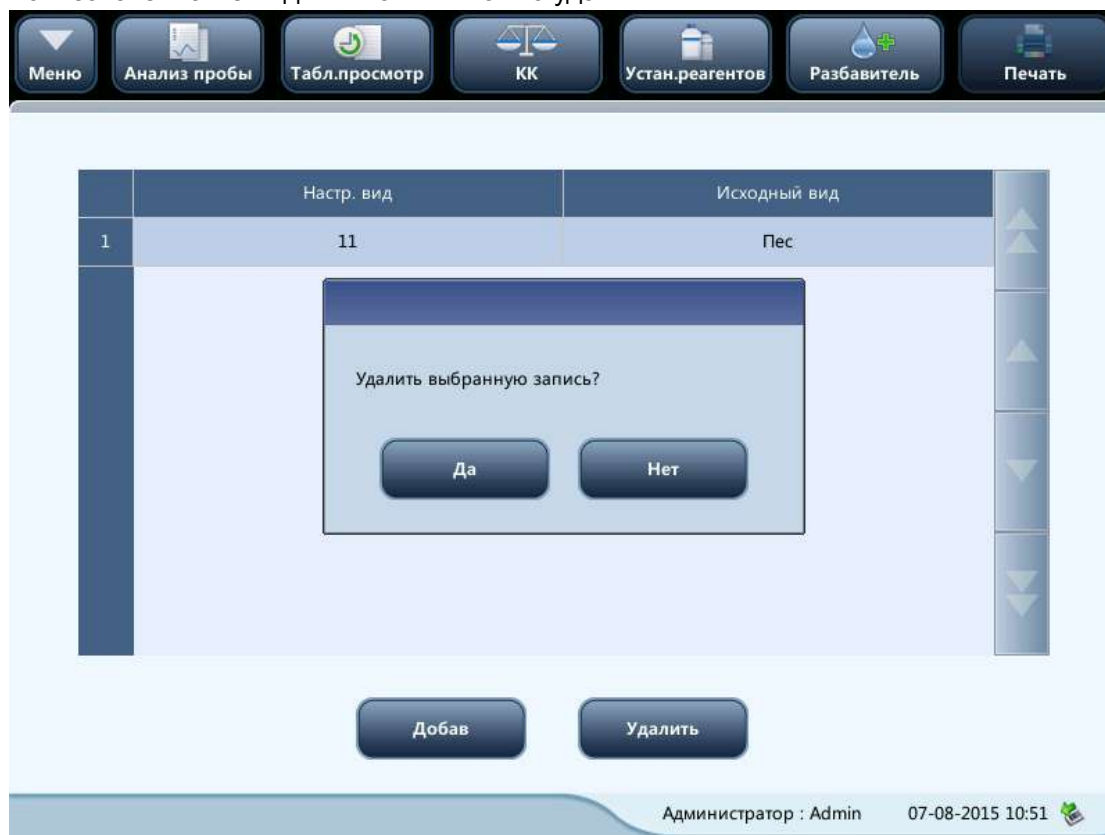 Меню Анализ пробы Табл.просмотр КК Устан.реагентов Разбавитель Печать
Настр. вид Исходный вид
1 11 Пес
Удалить выбранную запись?
Да Нет
Добав Удалить
Администратор : Admin 07-08-2015 10:51